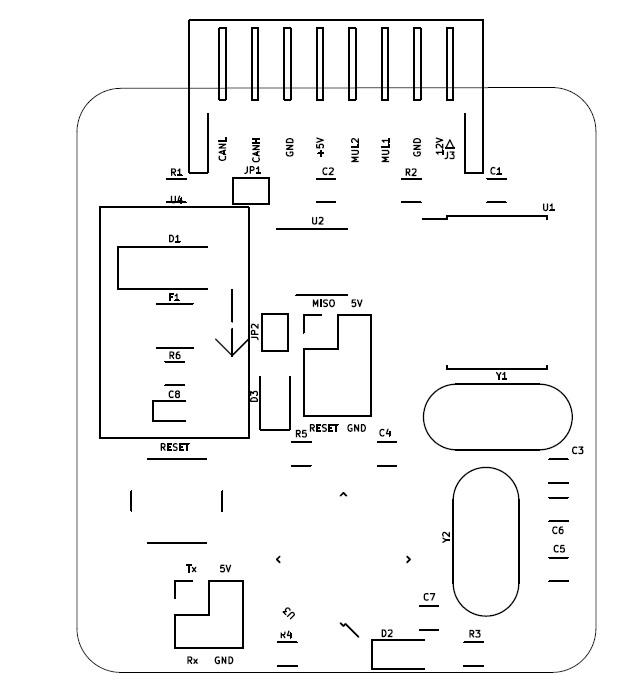 CANL CANH GND +5V MUL2 MUL1 GND 12V
J3
R1 JP1 C2 R2 C1
U4
U1
U2
D1
F1
MISO 5V
JP2
R6
Y1
C8
D3
RESET GND
R5 C4
RESET
C3
C6
Y2
C5
Tx 5V
C7
U3
R4 D2 R3
Rx GND